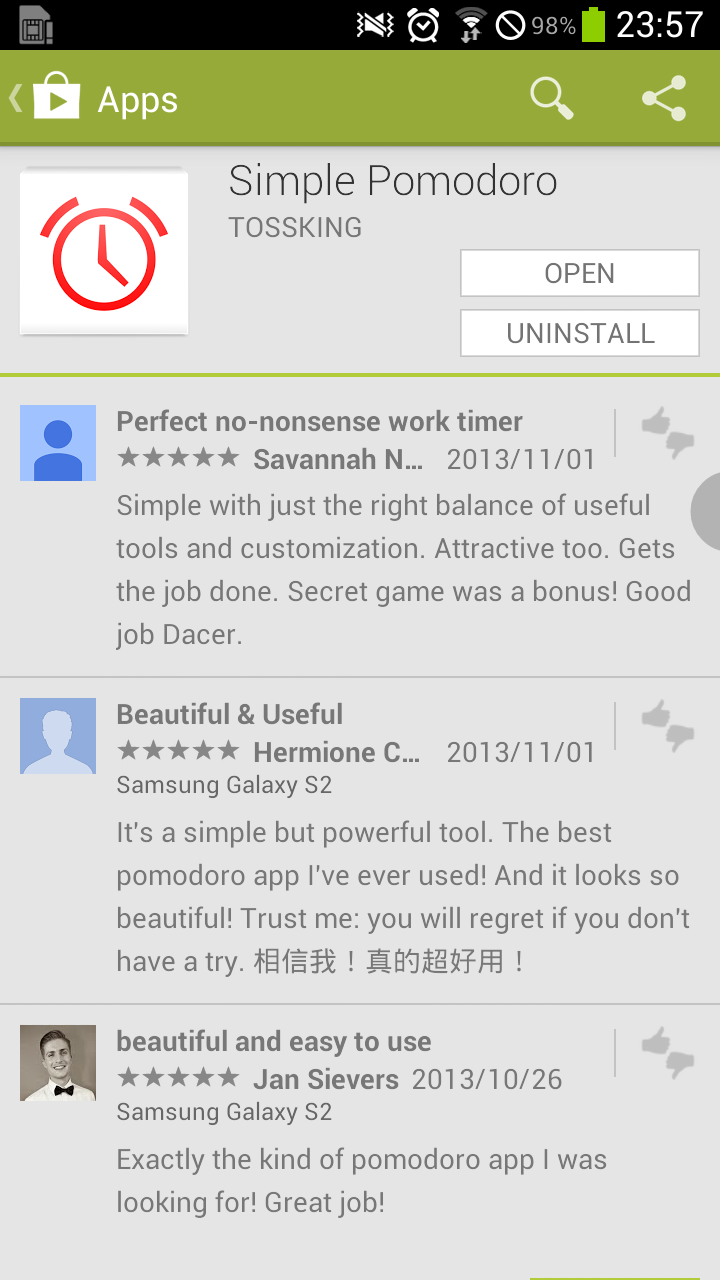 98% 23:57
Apps
Simple Pomodoro
TOSSKING
OPEN
UNINSTALL
Perfect no-nonsense work timer
Savannah N... 2013/11/01
Simple with just the right balance of useful
tools and customization. Attractive too. Gets
the job done. Secret game was a bonus! Good
job Dacer.
Beautiful & Useful
Hermione C... 2013/11/01
Samsung Galaxy S2
It's a simple but powerful tool. The best
pomodoro app I've ever used! And it looks so
beautiful! Trust me: you will regret if you don't
have a try. 相信我！真的超好用！
beautiful and easy to use
Jan Sievers 2013/10/26
Samsung Galaxy S2
Exactly the kind of pomodoro app I was
looking for! Great job!